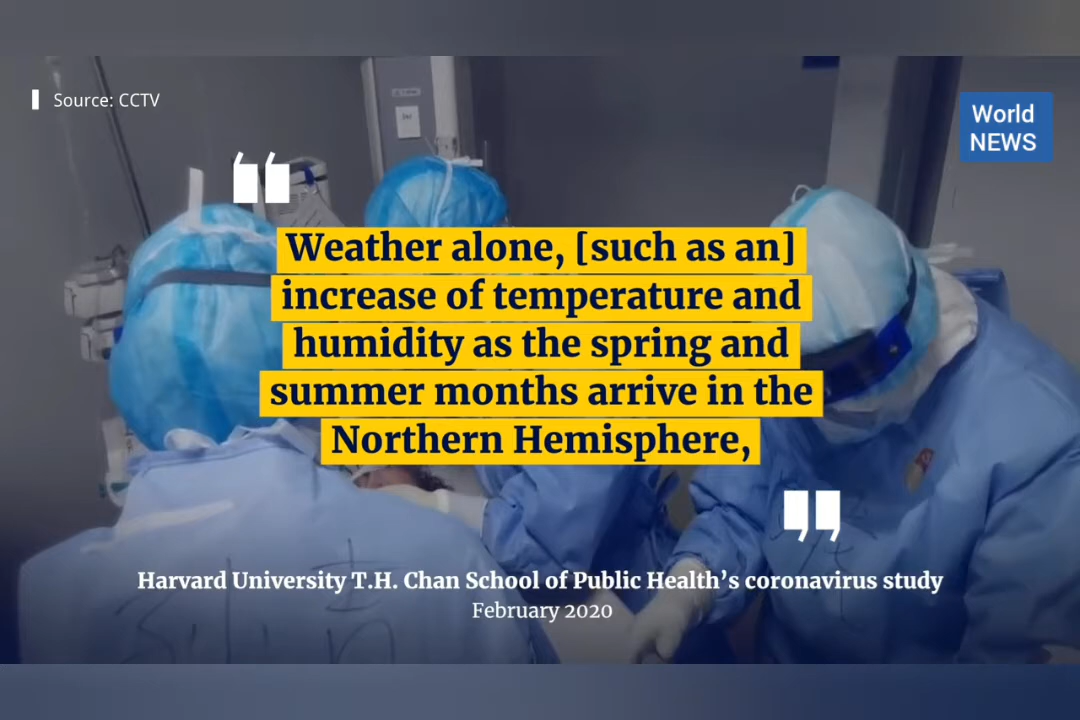 Source: CCTV
World
NEWS
“
Weather alone, [such as an]
increase of temperature and
humidity as the spring and
summer months arrive in the
Northern Hemisphere,
”
Harvard University T.H. Chan School of Public Health’s coronavirus study
February 2020